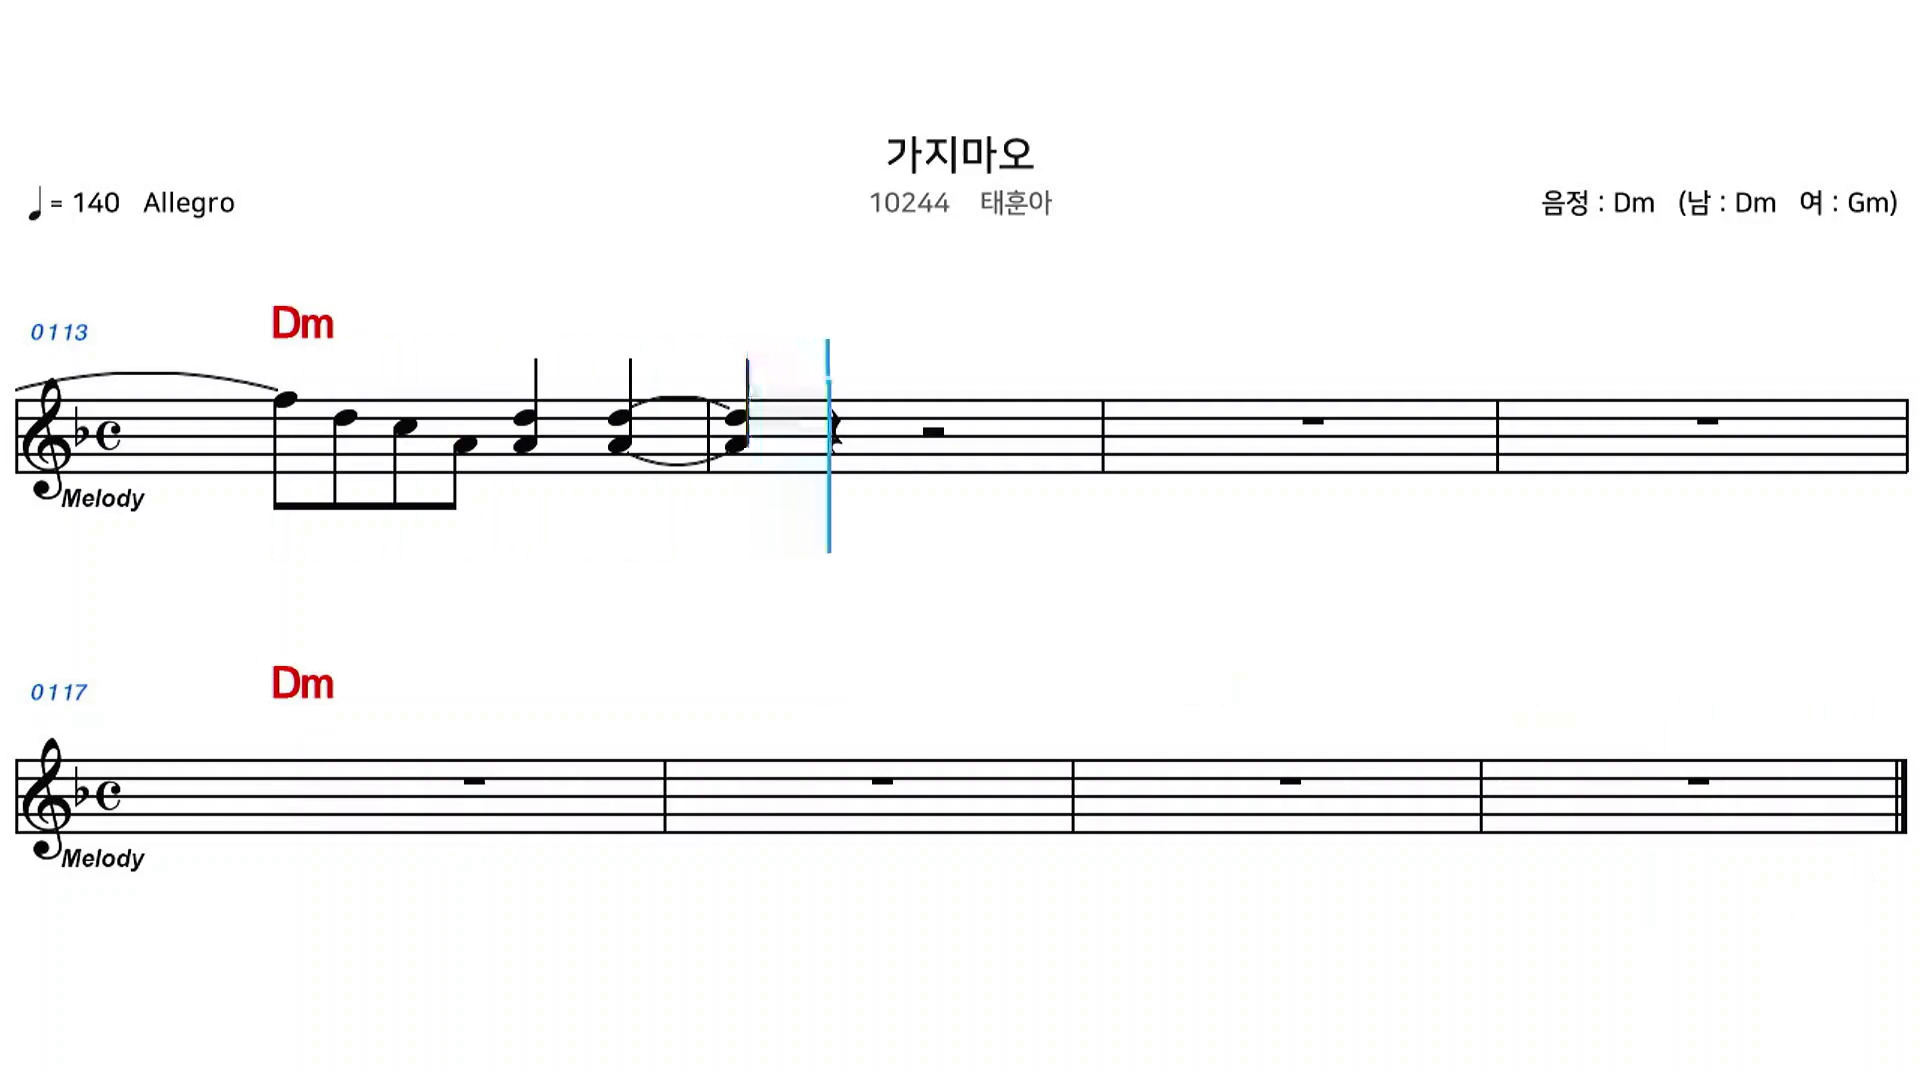 가지마오
= 140 Allegro
10244 태훈아
음정 : Dm (남 : Dm 여 : Gm)
0113
Dm
Melody
0117
Dm
Melody